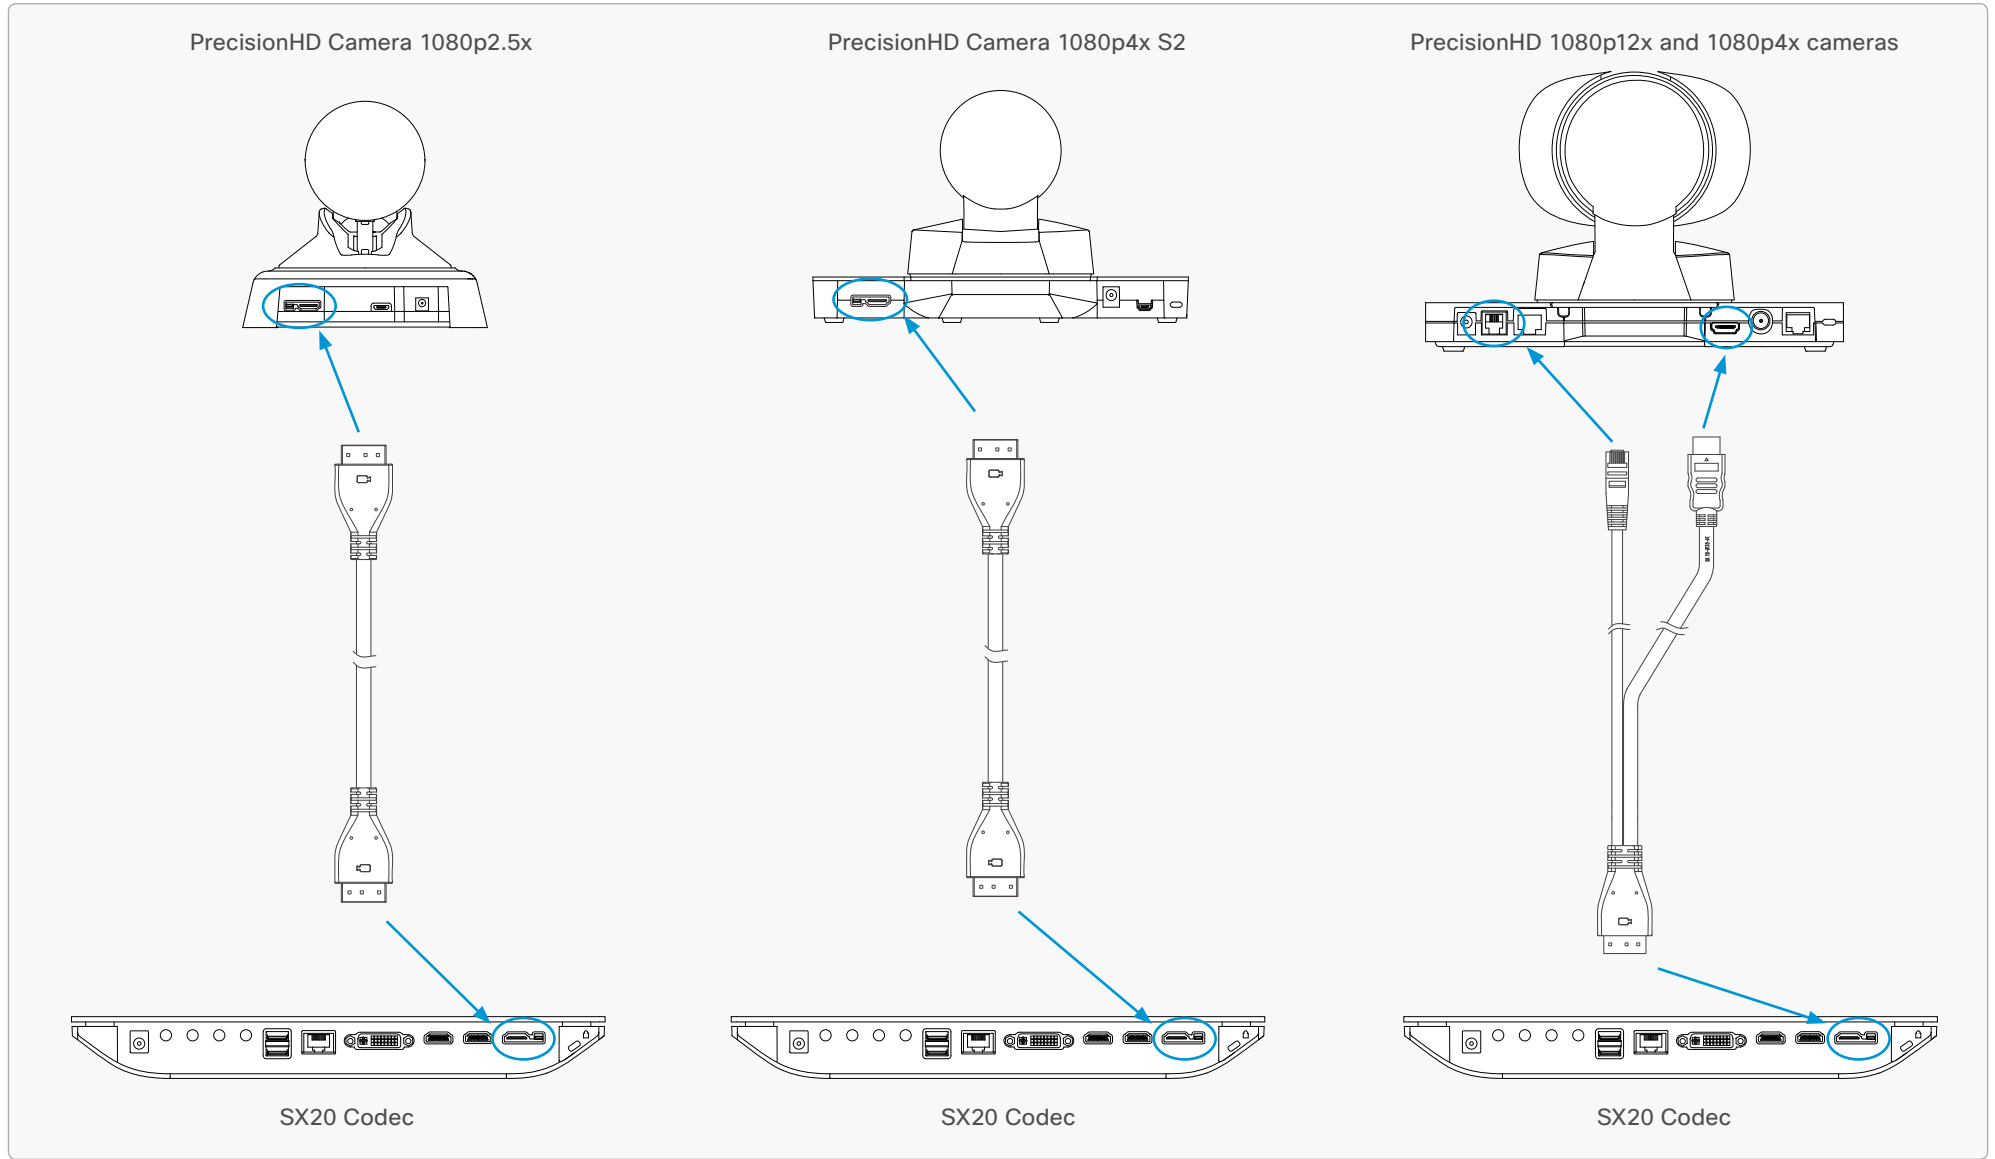 PrecisionHD Camera 1080p2.5x
PrecisionHD Camera 1080p4x S2
PrecisionHD 1080p12x and 1080p4x cameras
SX20 Codec
SX20 Codec
SX20 Codec